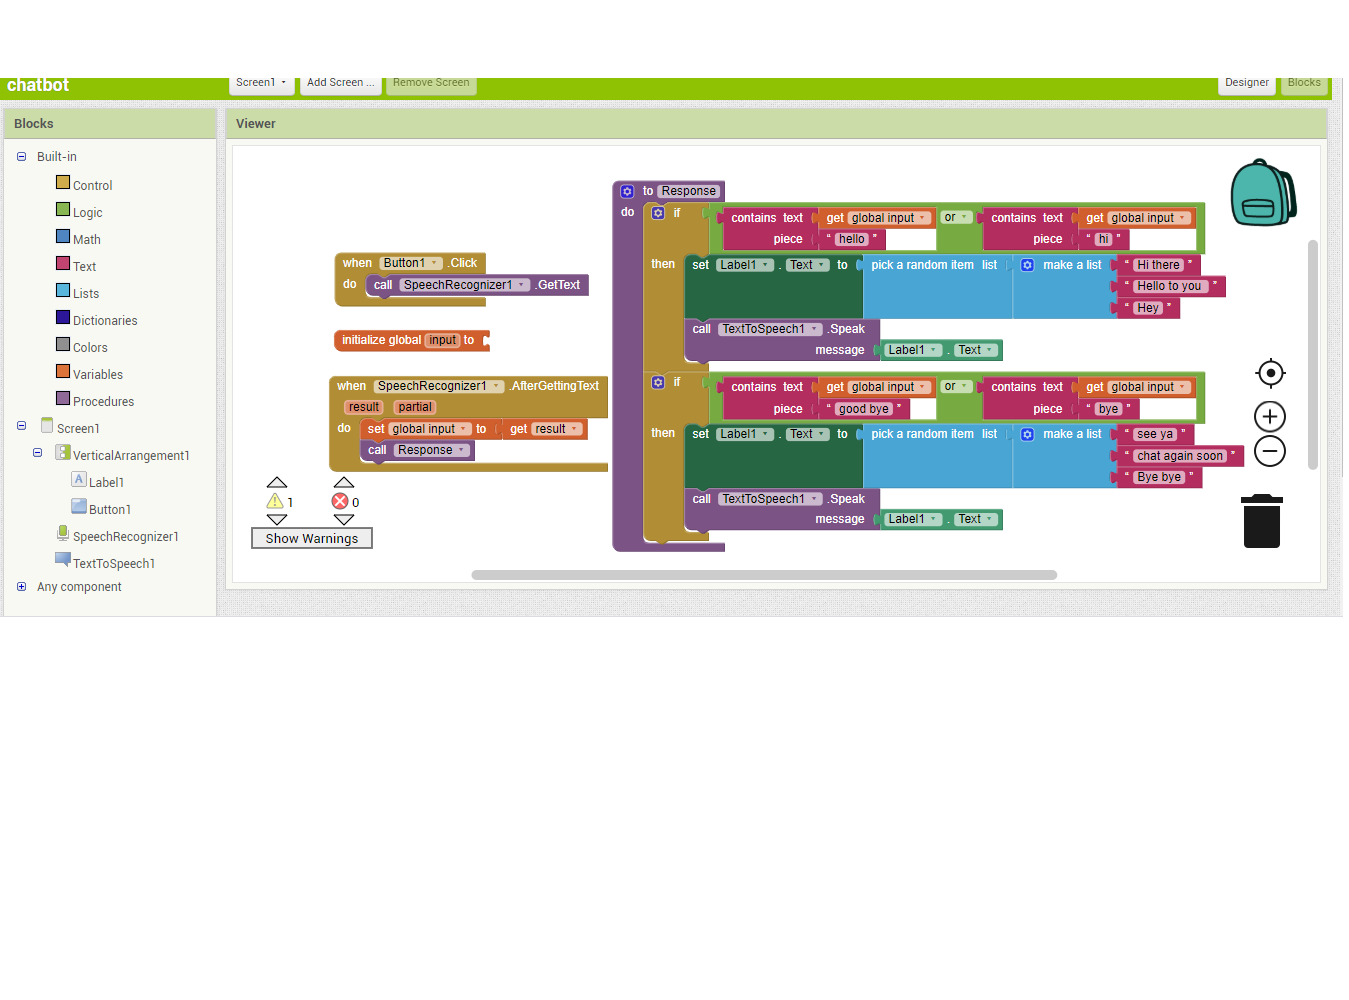 chatbot Screen1 Add Screen ... Remove Screen Designer Blocks
Blocks
Built-in
Control
Logic
Math
Text
Lists
Dictionaries
Colors
Variables
Procedures
Screen1
VerticalArrangement1
Label1
Button1
SpeechRecognizer1
TextToSpeech1
Any component
Viewer
when Button1 .Click
do call SpeechRecognizer1 .GetText
initialize global input to
when SpeechRecognizer1 .AfterGettingText
result partial
do set global input to get result
call Response
1 0
Show Warnings
to Response
do if contains text get global input or contains text get global input
piece “ hello ” piece “ hi ”
then set Label1 . Text to pick a random item list make a list “ Hi there ”
“ Hello to you ”
“ Hey ”
call TextToSpeech1 .Speak
message Label1 . Text
if contains text get global input or contains text get global input
piece “ good bye ” piece “ bye ”
then set Label1 . Text to pick a random item list make a list “ see ya ”
“ chat again soon ”
“ Bye bye ”
call TextToSpeech1 .Speak
message Label1 . Text